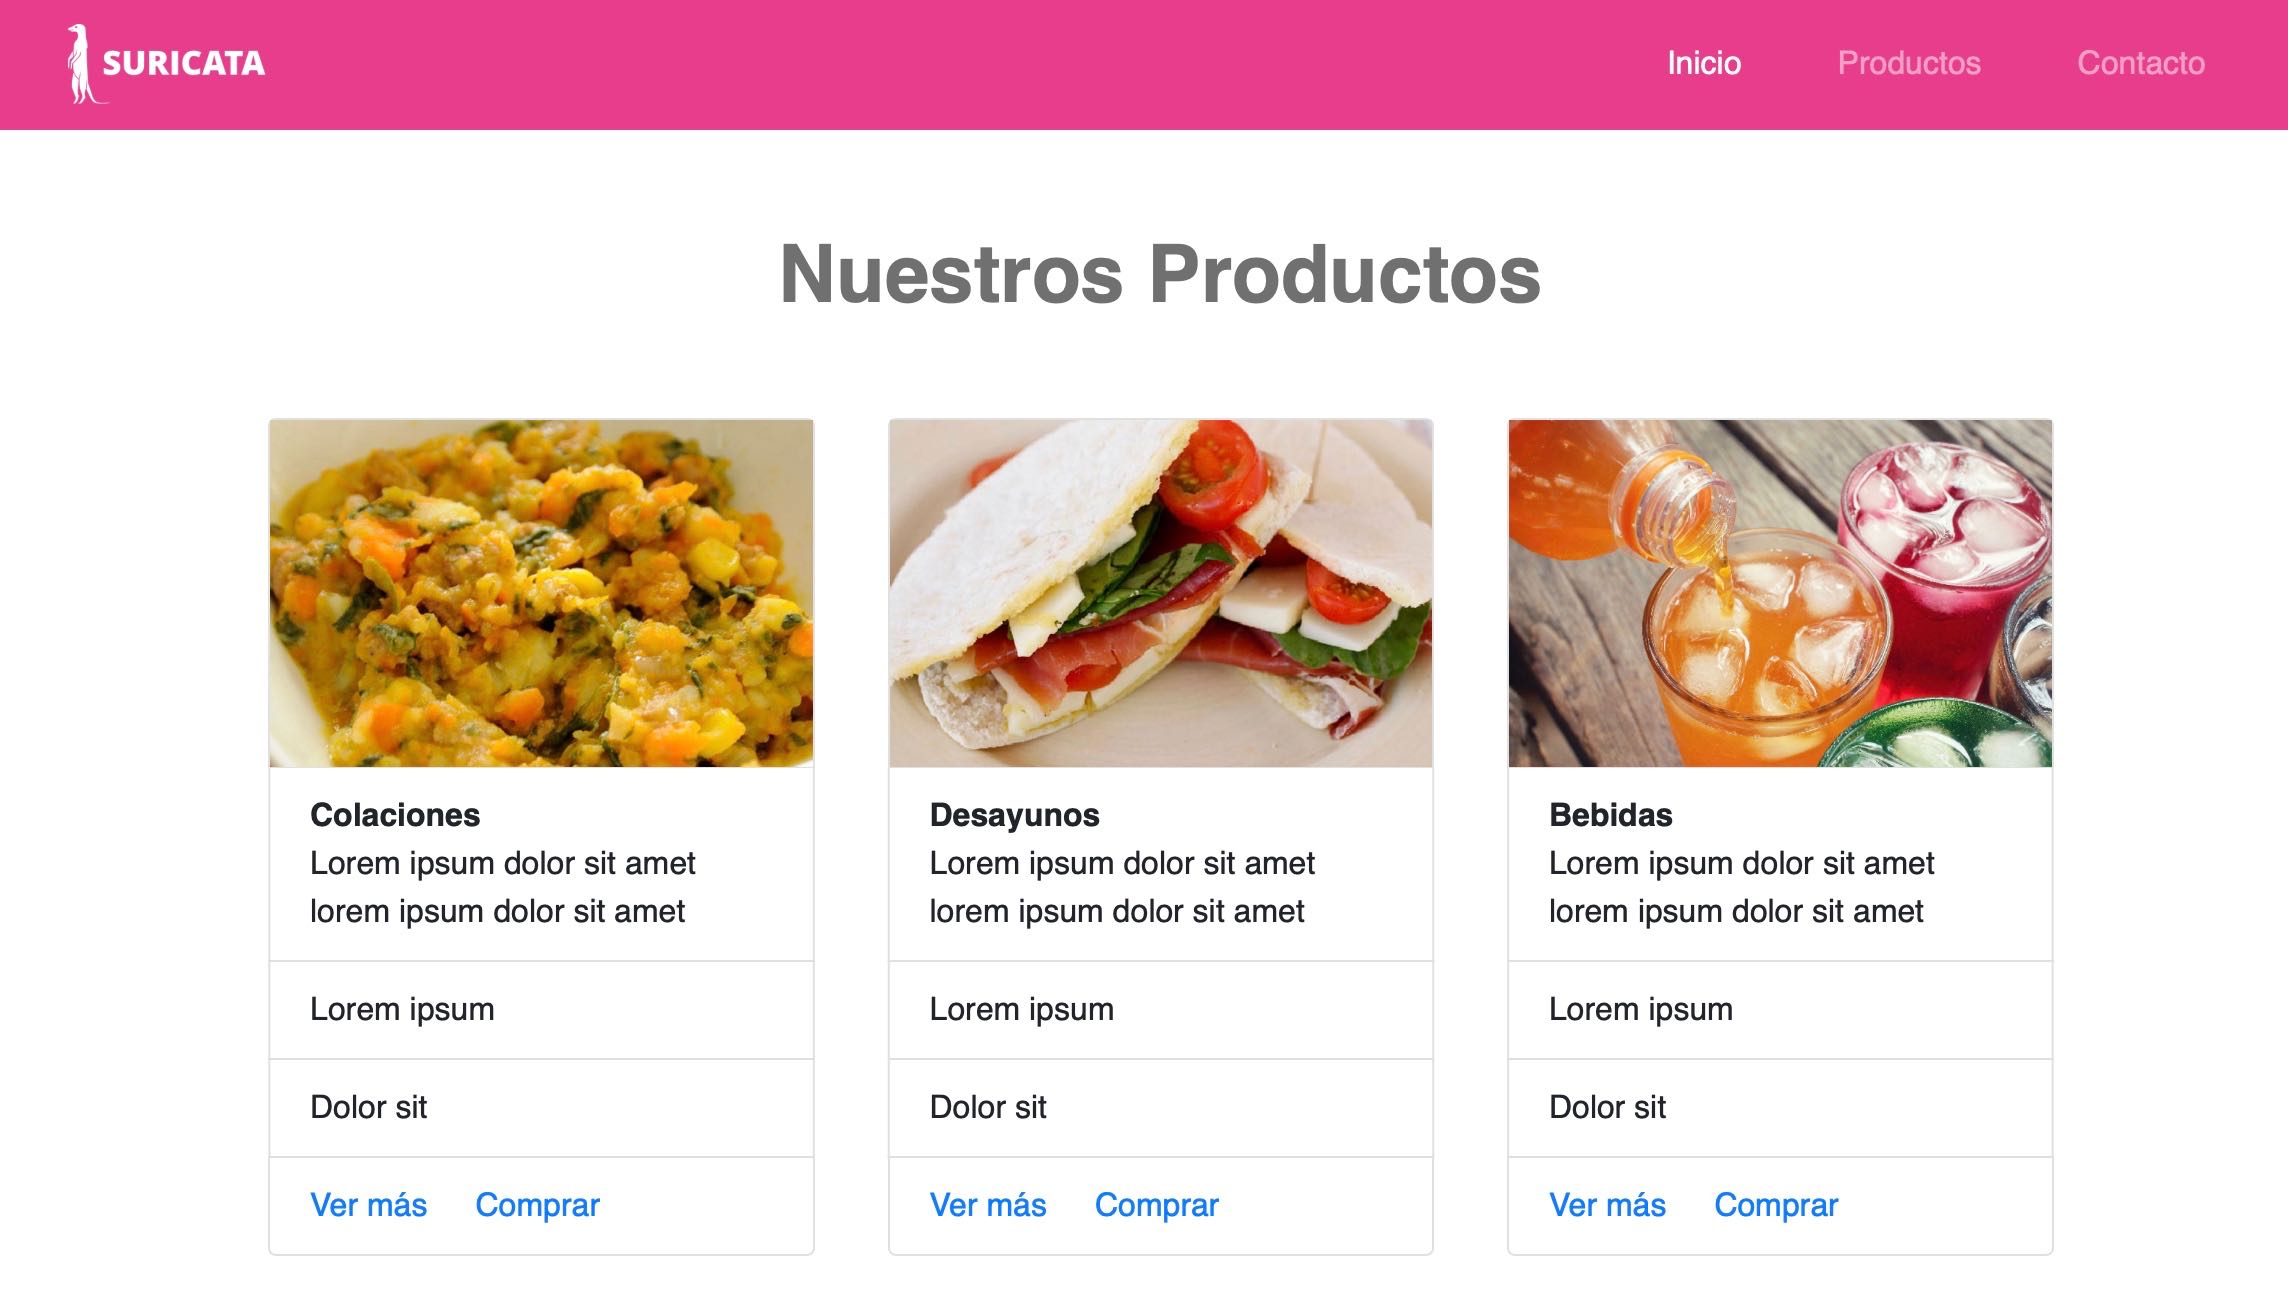 SURICATA
Inicio Productos Contacto
Nuestros Productos
Colaciones
Lorem ipsum dolor sit amet
lorem ipsum dolor sit amet
Lorem ipsum
Dolor sit
Ver más Comprar
Desayunos
Lorem ipsum dolor sit amet
lorem ipsum dolor sit amet
Lorem ipsum
Dolor sit
Ver más Comprar
Bebidas
Lorem ipsum dolor sit amet
lorem ipsum dolor sit amet
Lorem ipsum
Dolor sit
Ver más Comprar